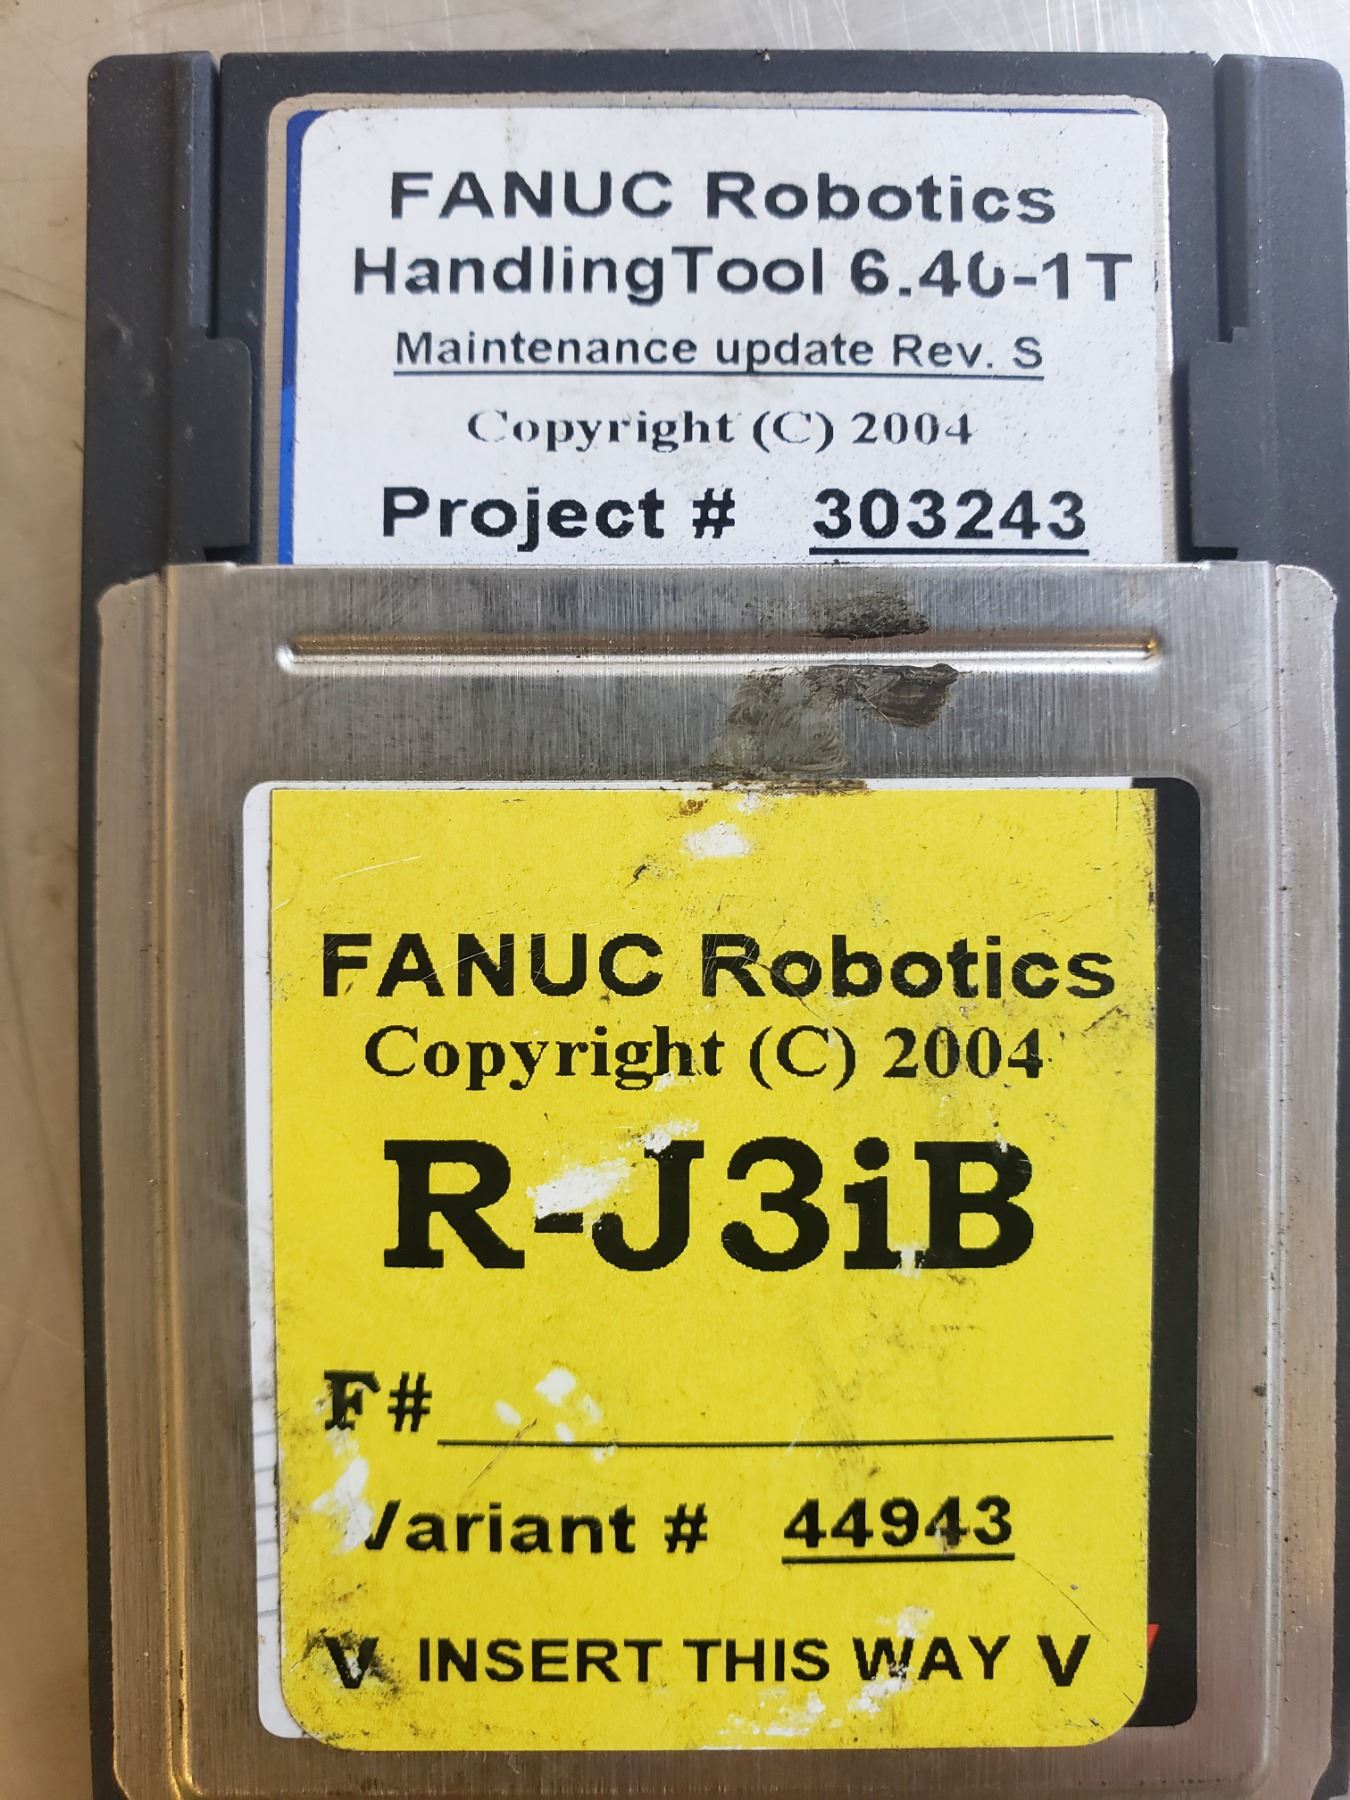 FANUC Robotics
HandlingTool 6.40-1T
Maintenance update Rev. S
Copyright (C) 2004
Project # 303243
FANUC Robotics
Copyright (C) 2004
R-J3iB
F#
Variant # 44943
V INSERT THIS WAY V